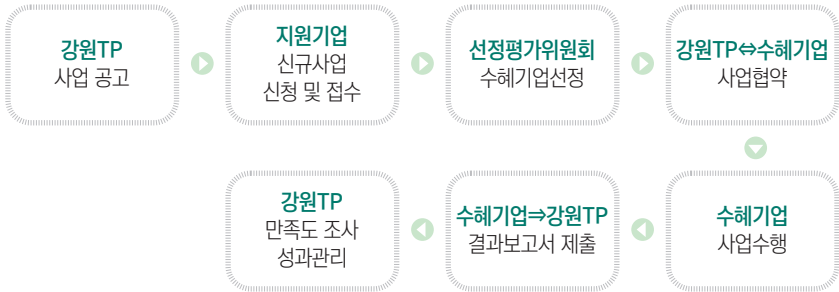 강원TP
사업 공고
지원기업
신규사업
신청 및 접수
선정평가위원회
수혜기업선정
강원TP⇔수혜기업
사업협약
수혜기업
사업수행
수혜기업⇒강원TP
결과보고서 제출
강원TP
만족도 조사
성과관리